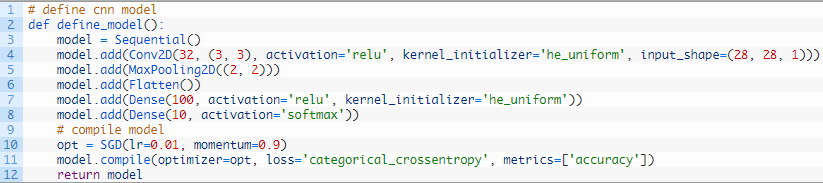 1 # define cnn model
2 def define_model():
3     model = Sequential()
4     model.add(Conv2D(32, (3, 3), activation='relu', kernel_initializer='he_uniform', input_shape=(28, 28, 1)))
5     model.add(MaxPooling2D((2, 2)))
6     model.add(Flatten())
7     model.add(Dense(100, activation='relu', kernel_initializer='he_uniform'))
8     model.add(Dense(10, activation='softmax'))
9     # compile model
10     opt = SGD(lr=0.01, momentum=0.9)
11     model.compile(optimizer=opt, loss='categorical_crossentropy', metrics=['accuracy'])
12     return model